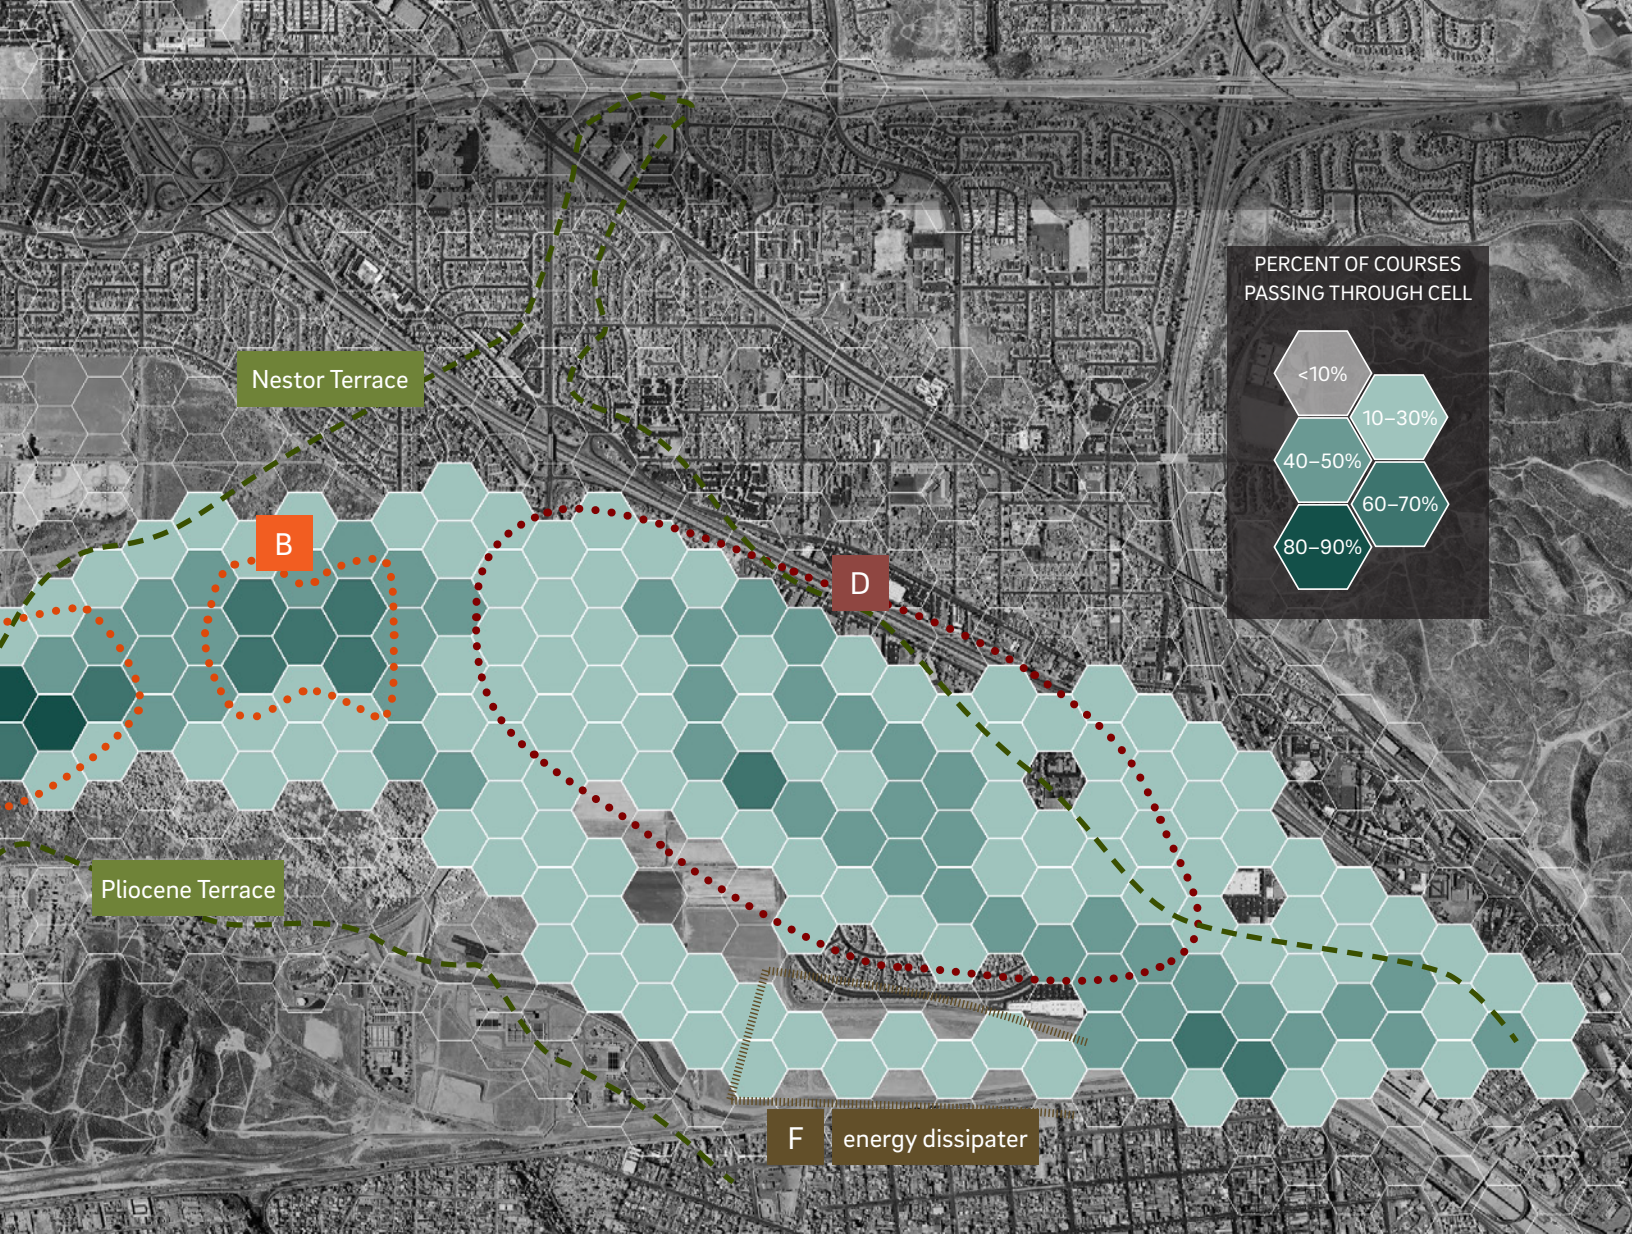 PERCENT OF COURSES
PASSING THROUGH CELL
<10%
10–30%
40–50%
60–70%
80–90%
Nestor Terrace
B
D
Pliocene Terrace
F
energy dissipater